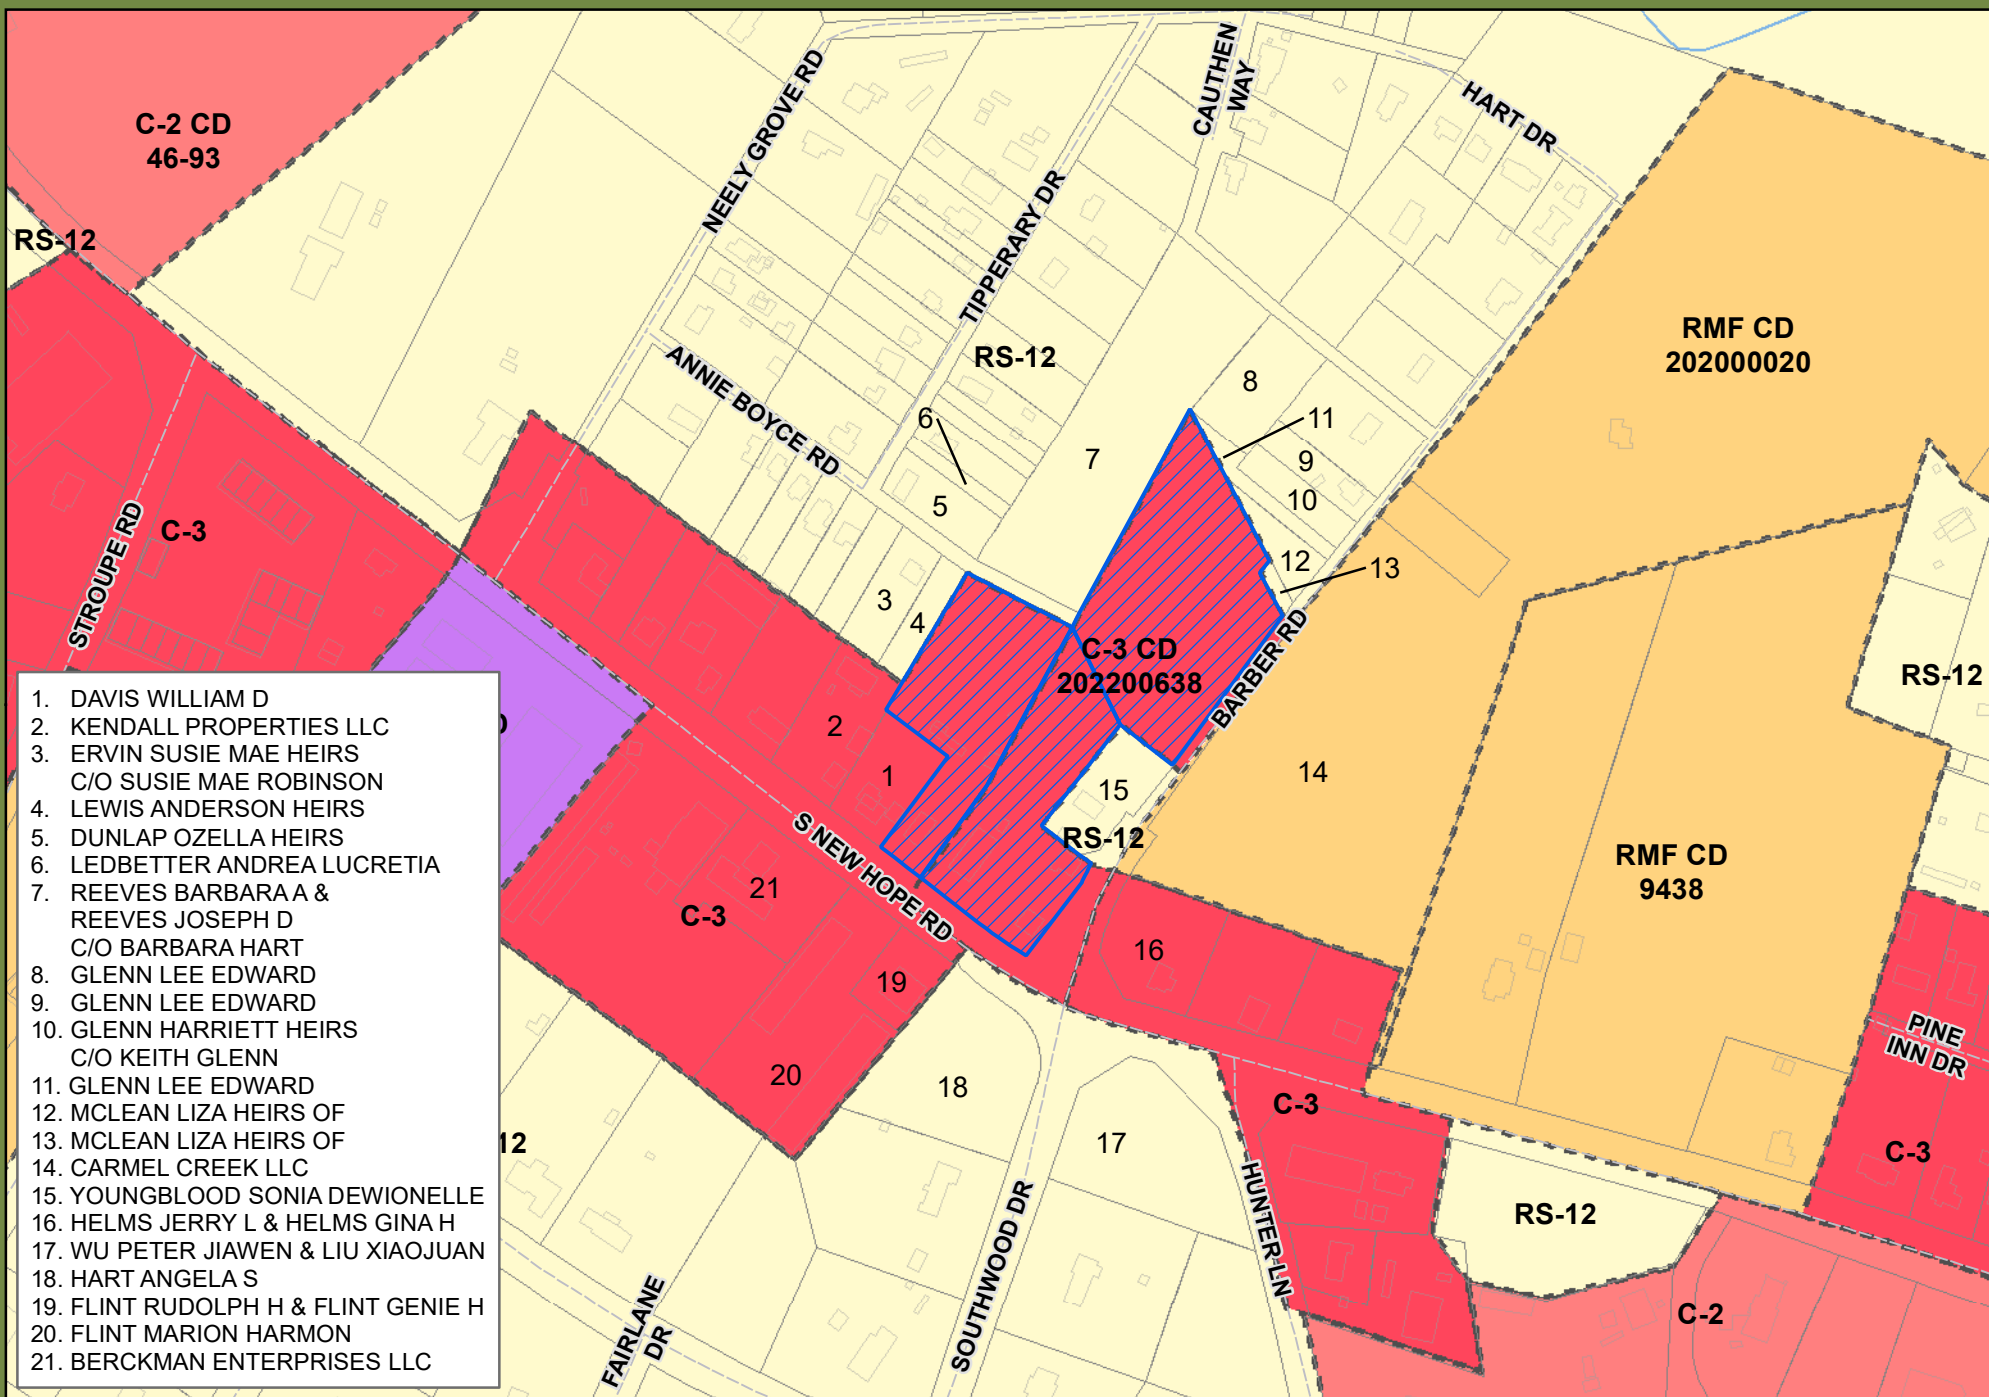 C-2 CD
46-93
RS-12
NEELY GROVE RD
TIPPERARY DR
CAUTHEN
WAY
HART DR
RMF CD
202000020
RS-12
ANNIE BOYCE RD
STROUPE RD
C-3
8
11
6
7
9
10
5
12
13
3
4
C-3 CD
202200638
BARBER RD
RS-12
2
1
15
14
RS-12
S NEW HOPE RD
RMF CD
9438
21
C-3
16
19
20
18
17
PINE
INN DR
C-3
C-3
12
HUNTER LN
RS-12
SOUTHWOOD DR
FAIRLANE
DR
C-2
1. DAVIS WILLIAM D
2. KENDALL PROPERTIES LLC
3. ERVIN SUSIE MAE HEIRS
C/O SUSIE MAE ROBINSON
4. LEWIS ANDERSON HEIRS
5. DUNLAP OZELLA HEIRS
6. LEDBETTER ANDREA LUCRETIA
7. REEVES BARBARA A &
REEVES JOSEPH D
C/O BARBARA HART
8. GLENN LEE EDWARD
9. GLENN LEE EDWARD
10. GLENN HARRIETT HEIRS
C/O KEITH GLENN
11. GLENN LEE EDWARD
12. MCLEAN LIZA HEIRS OF
13. MCLEAN LIZA HEIRS OF
14. CARMEL CREEK LLC
15. YOUNGBLOOD SONIA DEWIONELLE
16. HELMS JERRY L & HELMS GINA H
17. WU PETER JIAWEN & LIU XIAOJUAN
18. HART ANGELA S
19. FLINT RUDOLPH H & FLINT GENIE H
20. FLINT MARION HARMON
21. BERCKMAN ENTERPRISES LLC